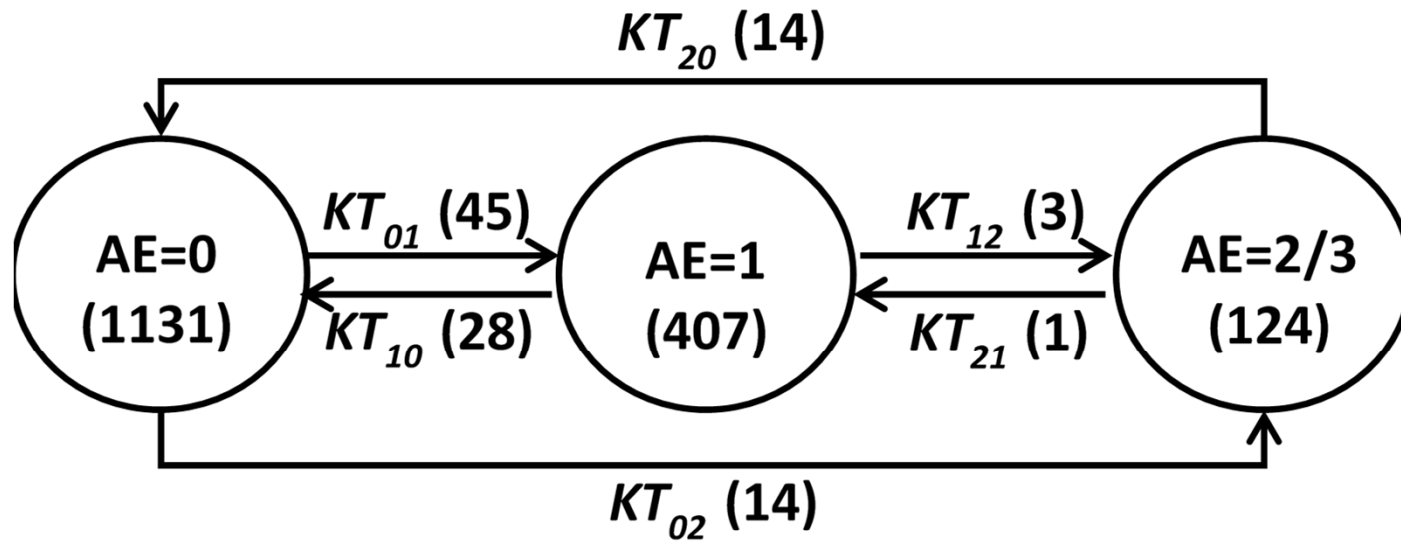 KT20 (14)
AE=0
(1131)
KT01 (45)
KT10 (28)
AE=1
(407)
KT12 (3)
KT21 (1)
AE=2/3
(124)
KT02 (14)